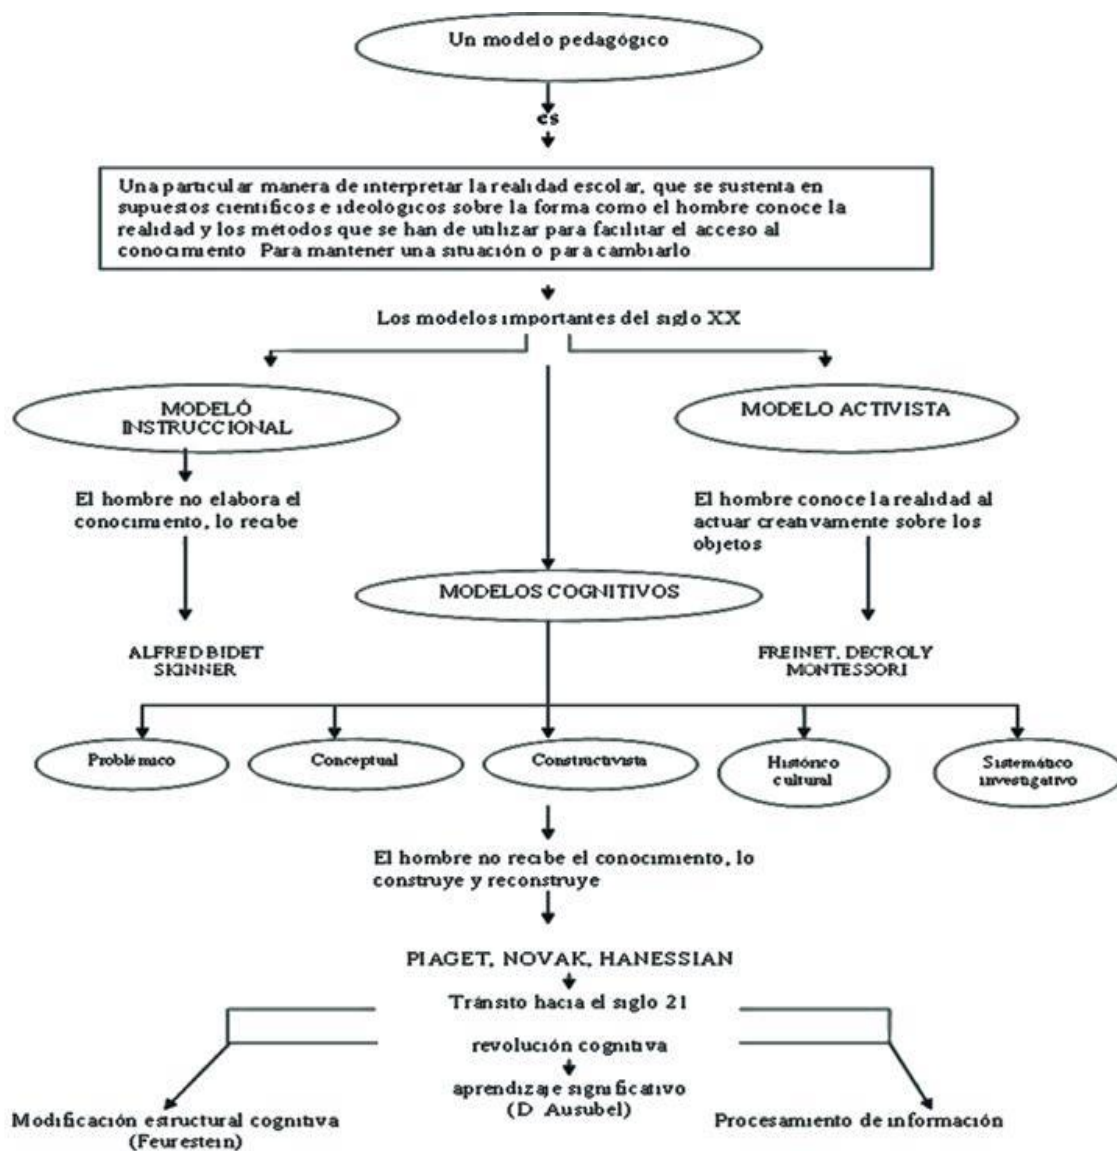 Un modelo pedagógico
es
Una particular manera de interpretar la realidad escolar, que se sustenta en
supuestos científicos e ideológicos sobre la forma como el hombre conoce la
realidad y los métodos que se han de utilizar para facilitar el acceso al
conocimiento Para mantener una situación o para cambiarlo
Los modelos importantes del siglo XX
MODELÓ
INSTRUCCIONAL
MODELO ACTIVISTA
El hombre no elabora el
conocimiento, lo recibe
El hombre conoce la realidad al
actuar creativamente sobre los
objetos
MODELOS COGNITIVOS
ALFRED BIDET
SKINNER
FREINET, DECROLY
MONTESSORI
Problémico
Conceptual
Constructivista
Histórico
cultural
Sistemático
investigativo
El hombre no recibe el conocimiento, lo
construye y reconstruye
PIAGET, NOVAK, HANESSIAN
Tránsito hacia el siglo 21
revolución cognitiva
aprendizaje significativo
(D Ausubel)
Modificación estructural cognitiva
(Feurestein)
Procesamiento de información